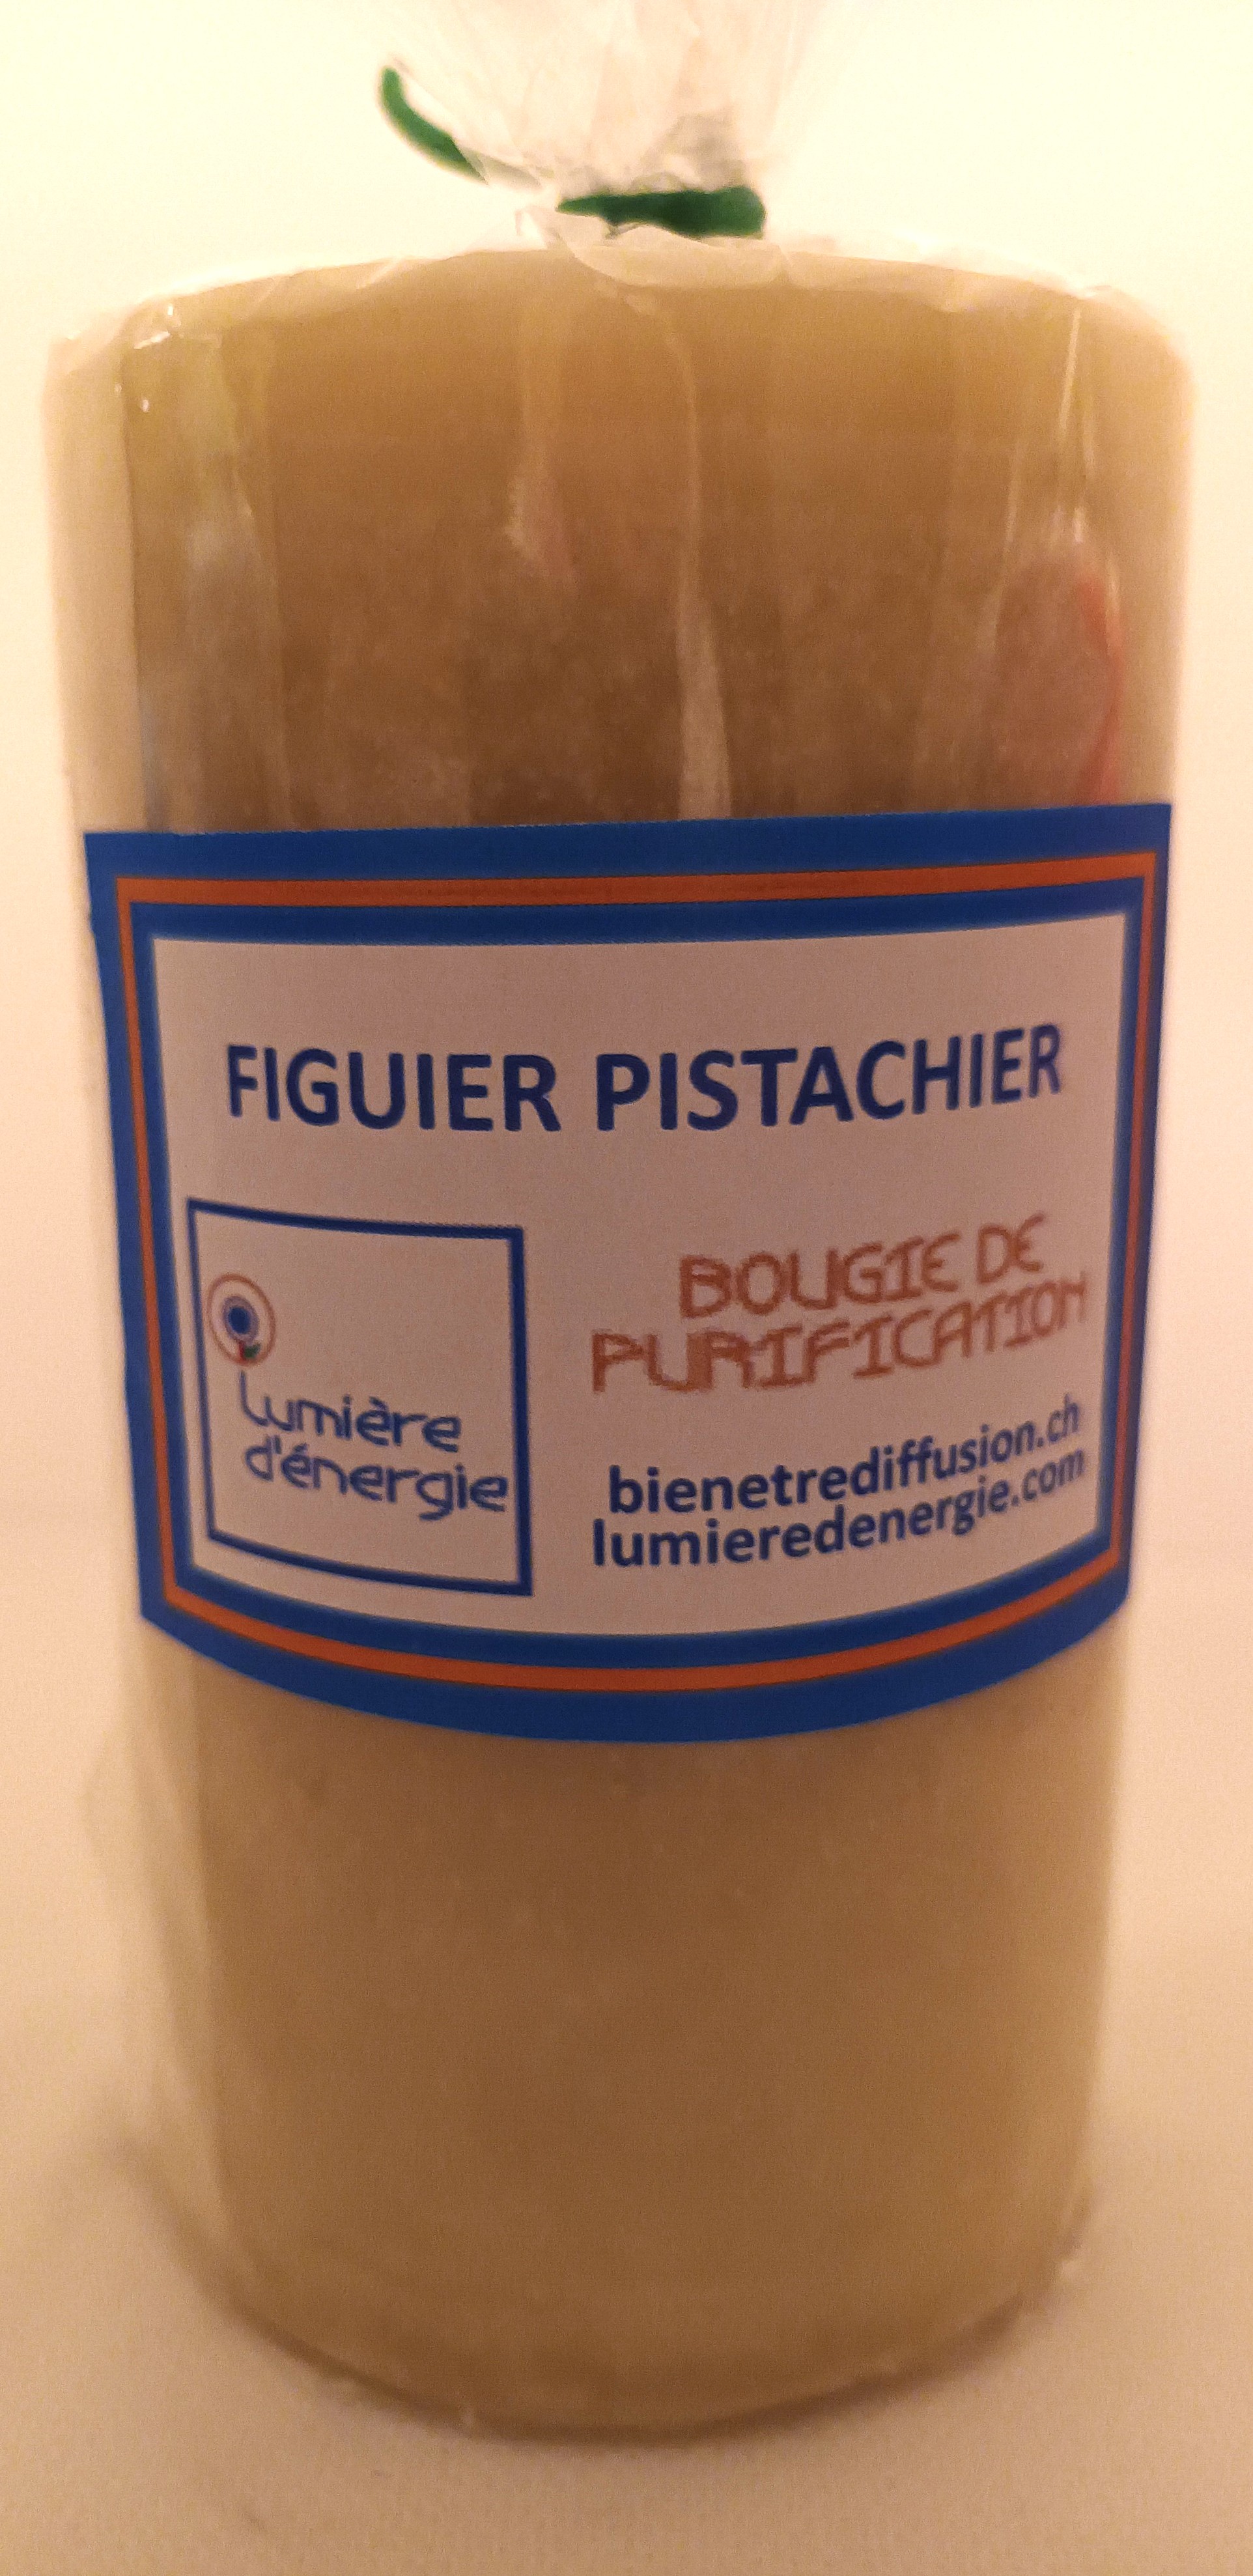 FIGUIER PISTACHIER
Lumière
d'énergie
BOUGIE DE
PURIFICATION
bienetrediffusion.ch
lumieredenergie.com